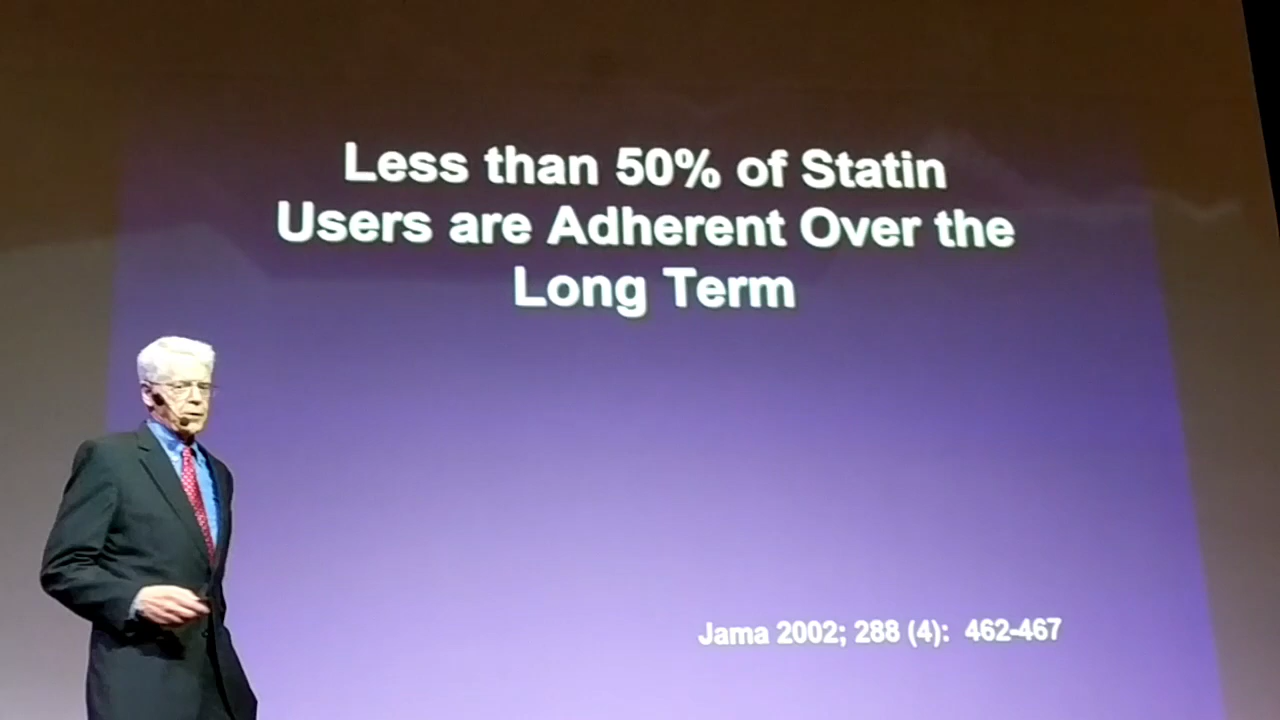 Less than 50% of Statin
Users are Adherent Over the
Long Term
Jama 2002; 288 (4): 462-467